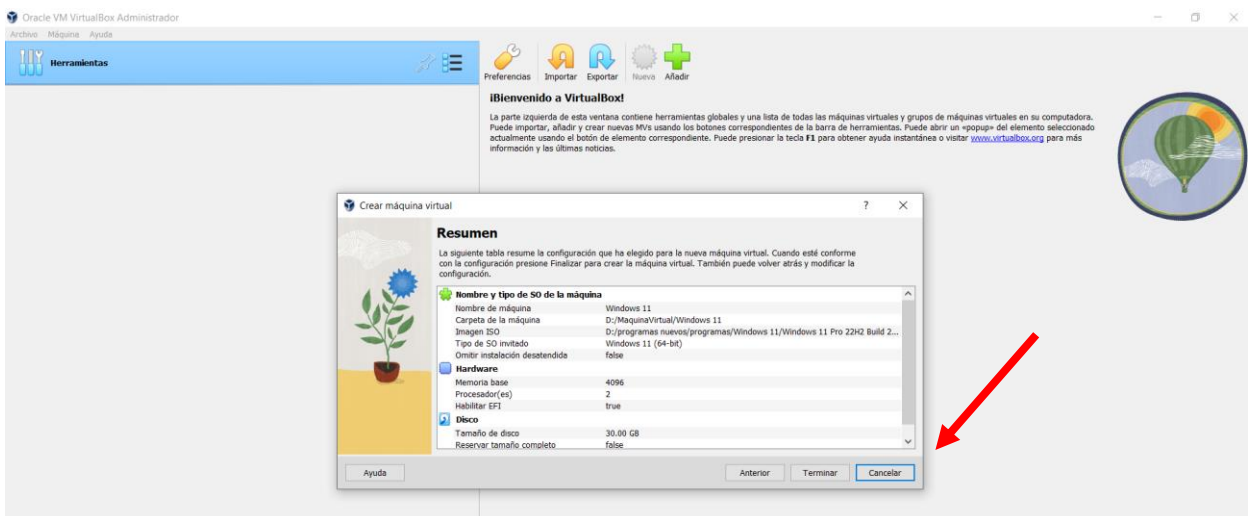 Oracle VM VirtualBox Administrador
Archivo Máquina Ayuda
Herramientas
Preferencias Importar Exportar Nueva Añadir
¡Bienvenido a VirtualBox!
La parte izquierda de esta ventana contiene herramientas globales y una lista de todas las máquinas virtuales y grupos de máquinas virtuales en su computadora.
Puede importar, añadir y crear nuevas MVs usando los botones correspondientes de la barra de herramientas. Puede abrir un «popup» del elemento seleccionado
actualmente usando el botón de elemento correspondiente. Puede presionar la tecla F1 para obtener ayuda instantánea o visitar www.virtualbox.org para más
información y las últimas noticias.
Crear máquina virtual
Resumen
La siguiente tabla resume la configuración que ha elegido para la nueva máquina virtual. Cuando esté conforme
con la configuración presione Finalizar para crear la máquina virtual. También puede volver atrás y modificar la
configuración.
Nombre y tipo de SO de la máquina
Nombre de máquina Windows 11
Carpeta de la máquina D:/MaquinaVirtual/Windows 11
Imagen ISO D:/programas nuevos/programas/Windows 11/Windows 11 Pro 22H2 Build 2...
Tipo de SO invitado Windows 11 (64-bit)
Omitir instalación desatendida false
Hardware
Memoria base 4096
Procesador(es) 2
Habilitar EFI true
Disco
Tamaño de disco 30.00 GB
Reservar tamaño completo false
Ayuda Anterior Terminar Cancelar